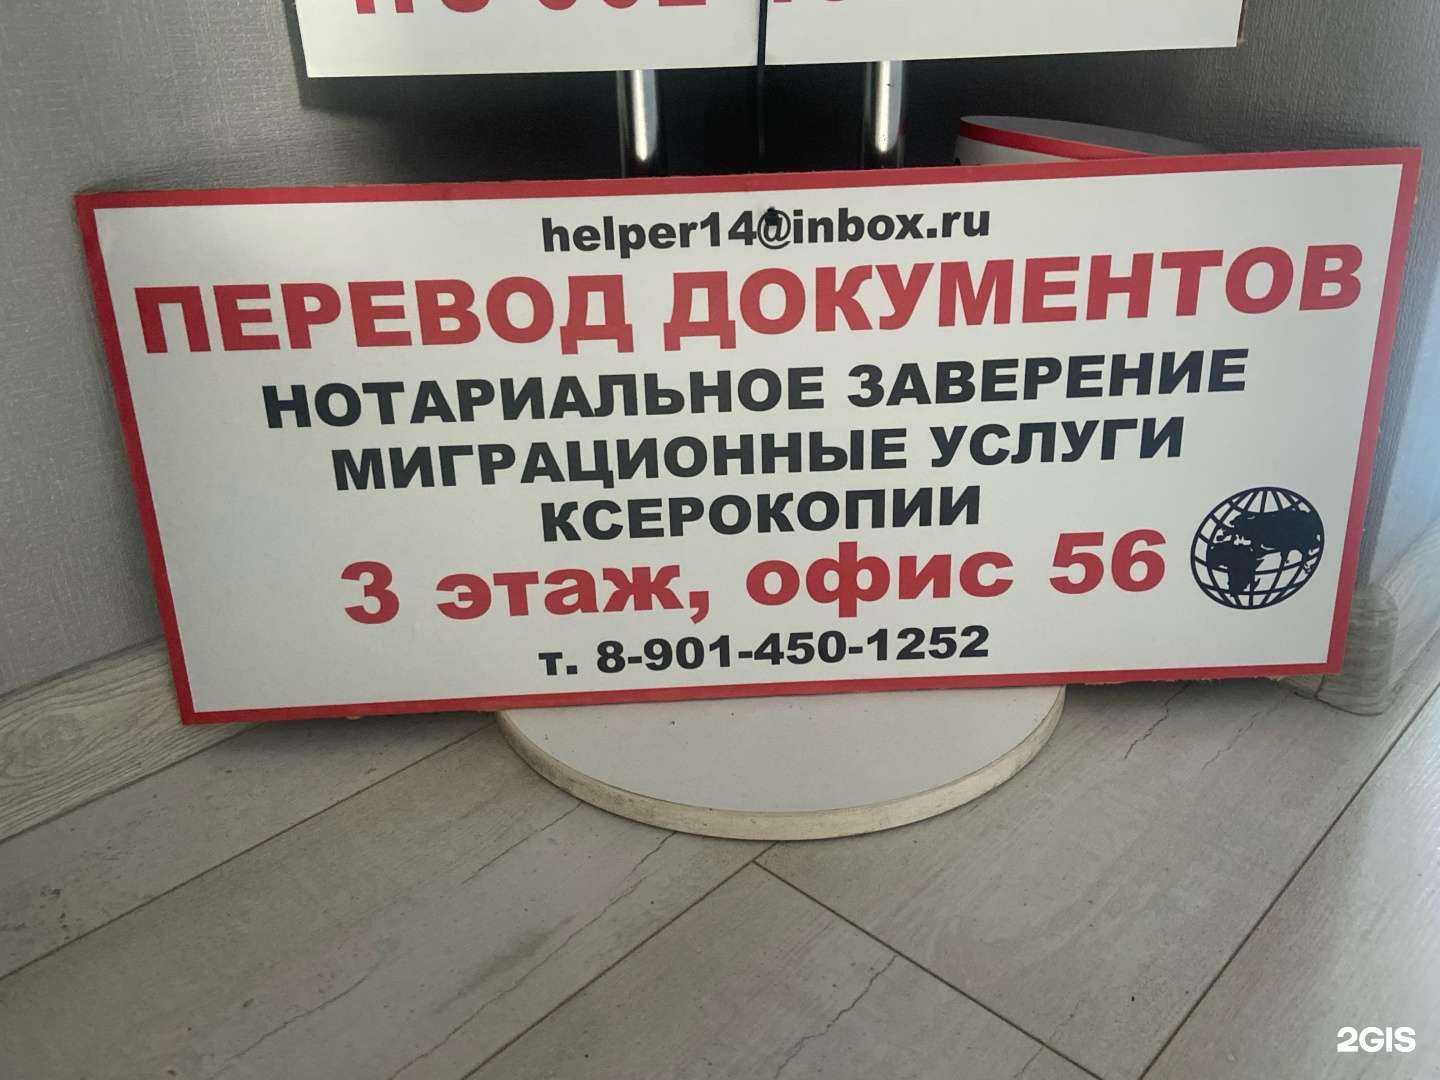 helper14@inbox.ru
ПЕРЕВОД ДОКУМЕНТОВ
НОТАРИАЛЬНОЕ ЗАВЕРЕНИЕ
МИГРАЦИОННЫЕ УСЛУГИ
КСЕРОКОПИИ
3 этаж, офис 56
т. 8-901-450-1252
2GIS